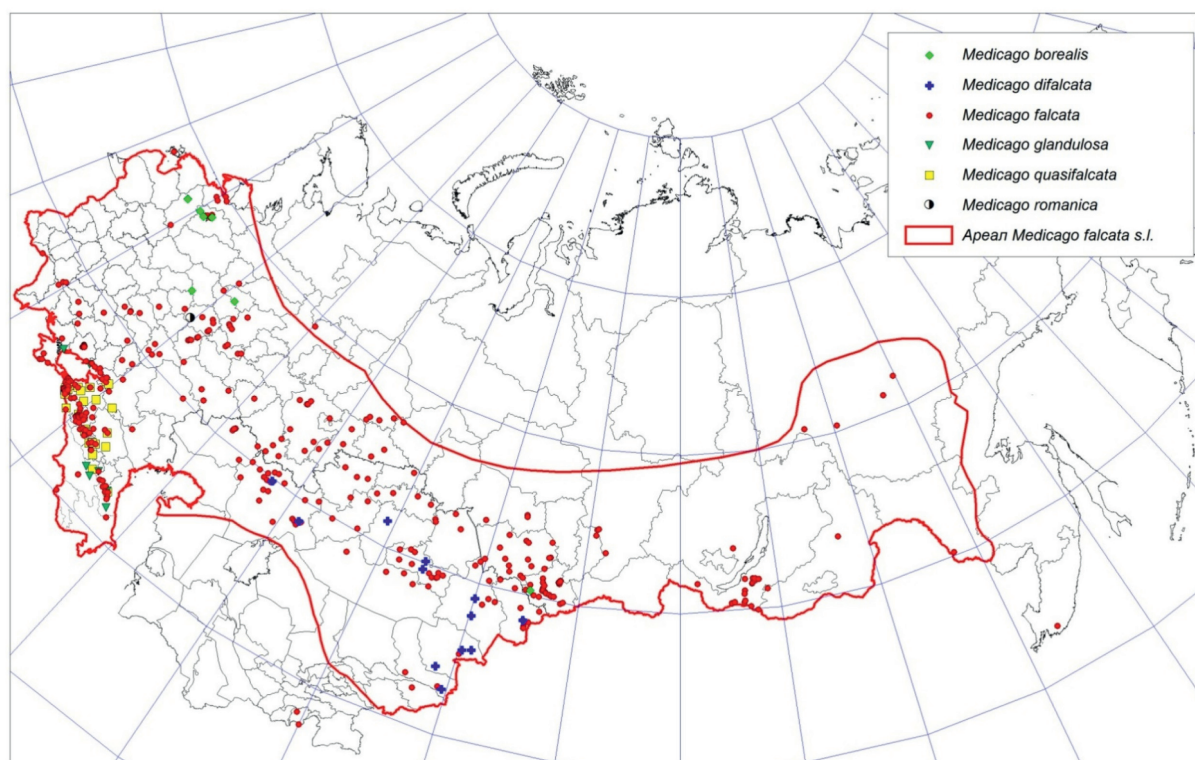 Medicago borealis
Medicago difalcata
Medicago falcata
Medicago glandulosa
Medicago quasifalcata
Medicago romanica
Ареал Medicago falcata s.l.